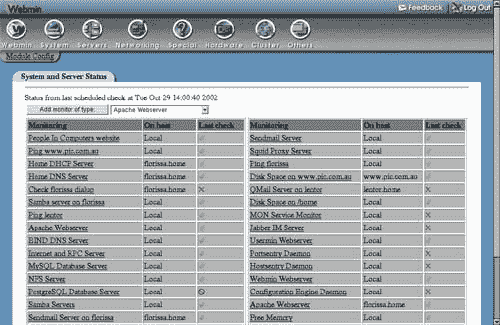 Webmin
Feedback
Log Out
Webmin System Servers Networking Special Hardware Cluster Others
Module Config
System and Server Status
Status from last scheduled check at Tue Oct 29 14:00:40 2002
Add monitor of type: Apache Webserver
Monitoring On host Last check Monitoring On host Last check
People In Computers website Local Sendmail Server Local
Ping www.pic.com.au Local Squid Proxy Server Local
Home DHCP Server florissa.home Ping florissa Local
Home DNS Server florissa.home Disk Space on www.pic.com.au www.pic.com.au
Check florissa dialup florissa.home X QMail Server on lentor lentor.home X
Samba server on florissa Local Disk Space on /home Local
Ping lentor Local MON Service Monitor Local X
Apache Webserver Local Jabber IM Server Local X
BIND DNS Server Local Usermin Webserver Local
Internet and RPC Server Local Portsentry Daemon Local X
MySQL Database Server Local Hostsentry Daemon Local X
NFS Server Local Webmin Webserver Local
PostgreSQL Database Server Local Configuration Engine Daemon Local X
Samba Servers Local Apache Webserver florissa.home
Sendmail Server on florissa florissa.home Free Memory Local